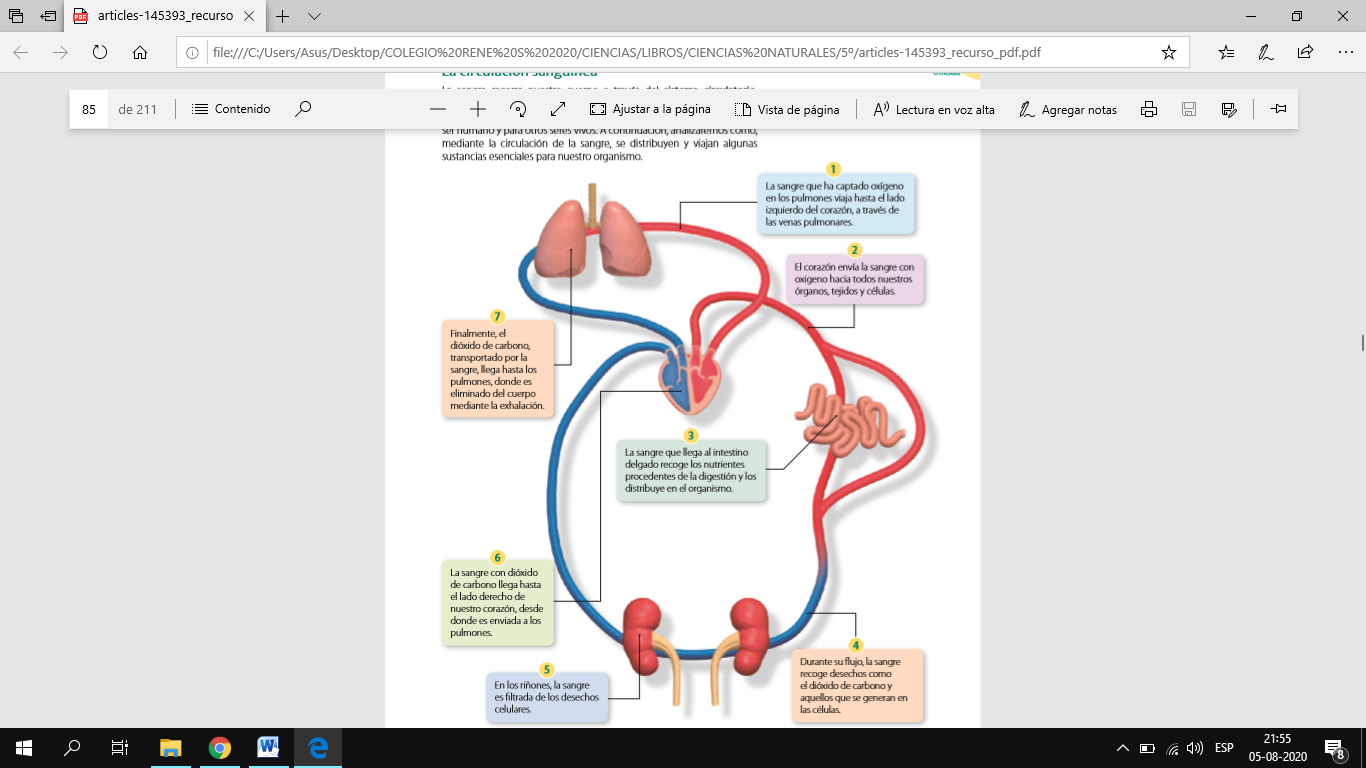 articles-145393_recurso
file:///C:/Users/Asus/Desktop/COLEGIO%20RENE%20S%202020/CIENCIAS/LIBROS/CIENCIAS%20NATURALES/5º/articles-145393_recurso_pdf.pdf
La circulación sanguínea
85 de 211 Contenido Ajustar a la página Vista de página Lectura en voz alta Agregar notas
ser humano y para otros seres vivos. A continuación, analizaremos cómo,
mediante la circulación de la sangre, se distribuyen y viajan algunas
sustancias esenciales para nuestro organismo.
1
La sangre que ha captado oxígeno
en los pulmones viaja hasta el lado
izquierdo del corazón, a través de
las venas pulmonares.
2
El corazón envía la sangre con
oxígeno hacia todos nuestros
órganos, tejidos y células.
3
La sangre que llega al intestino
delgado recoge los nutrientes
procedentes de la digestión y los
distribuye en el organismo.
4
Durante su flujo, la sangre
recoge desechos como
el dióxido de carbono y
aquellos que se generan en
las células.
5
En los riñones, la sangre
es filtrada de los desechos
celulares.
6
La sangre con dióxido
de carbono llega hasta
el lado derecho de
nuestro corazón, desde
donde es enviada a los
pulmones.
7
Finalmente, el
dióxido de carbono,
transportado por la
sangre, llega hasta los
pulmones, donde es
eliminado del cuerpo
mediante la exhalación.
ESP
21:55
05-08-2020
8